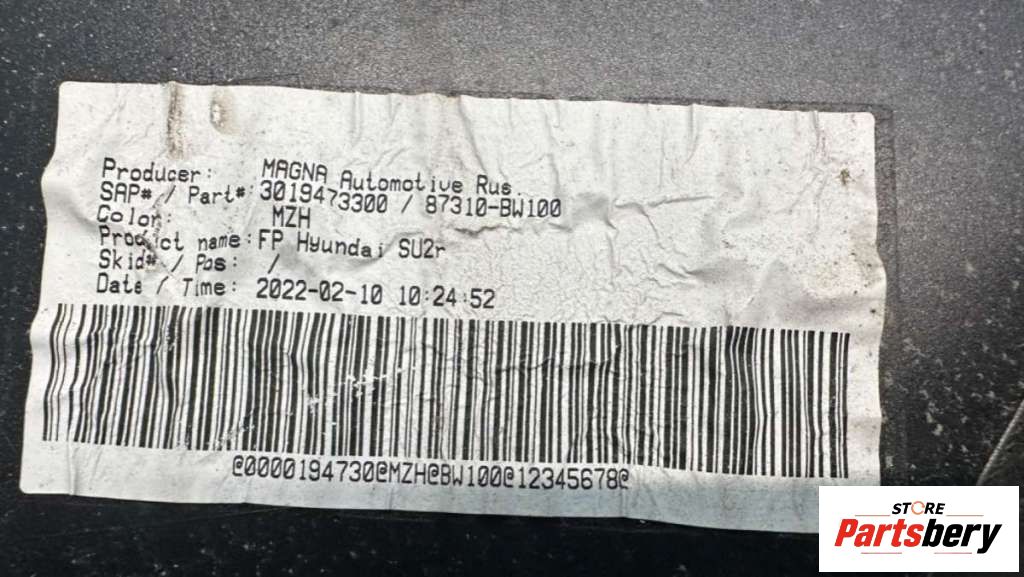 Producer: MAGNA Automotive Rus.
SAP# / Part#: 3019473300 / 87310-BW100
Color: MZH
Product name: FP Hyundai SU2r
Skid# / Pos: /
Date / Time: 2022-02-10 10:24:52
@0000194730@MZH@BW100@12345678@
STORE
Partsbery